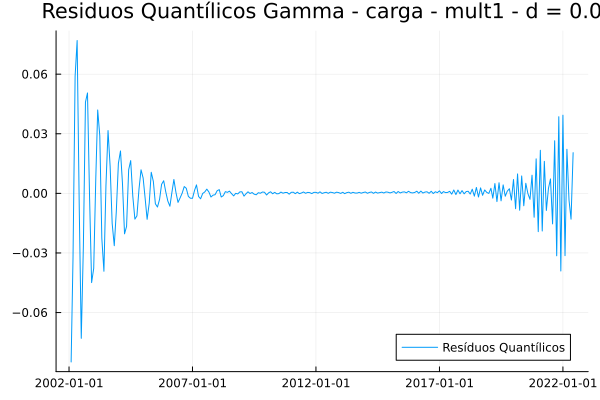 Residuos Quantílicos Gamma - carga - mult1 - d = 0.0
0.06
0.03
0.00
−0.03
−0.06
Resíduos Quantílicos
2002-01-01 2007-01-01 2012-01-01 2017-01-01 2022-01-01